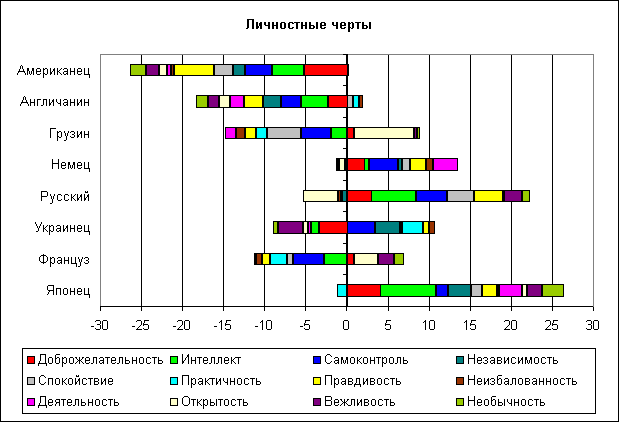 Личностные черты
Американец
Англичанин
Грузин
Немец
Русский
Украинец
Француз
Японец
-30 -25 -20 -15 -10 -5 0 5 10 15 20 25 30
Доброжелательность Интеллект Самоконтроль Независимость
Спокойствие Практичность Правдивость Неизбалованность
Деятельность Открытость Вежливость Необычность